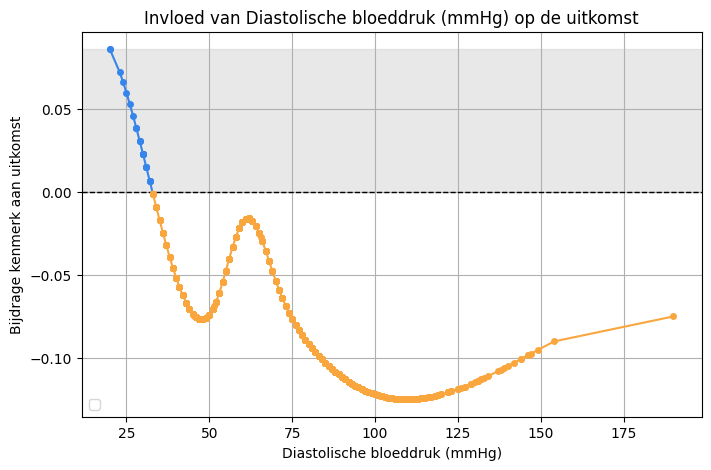 Invloed van Diastolische bloeddruk (mmHg) op de uitkomst
Bijdrage kenmerk aan uitkomst
0.05
0.00
−0.05
−0.10
25 50 75 100 125 150 175
Diastolische bloeddruk (mmHg)